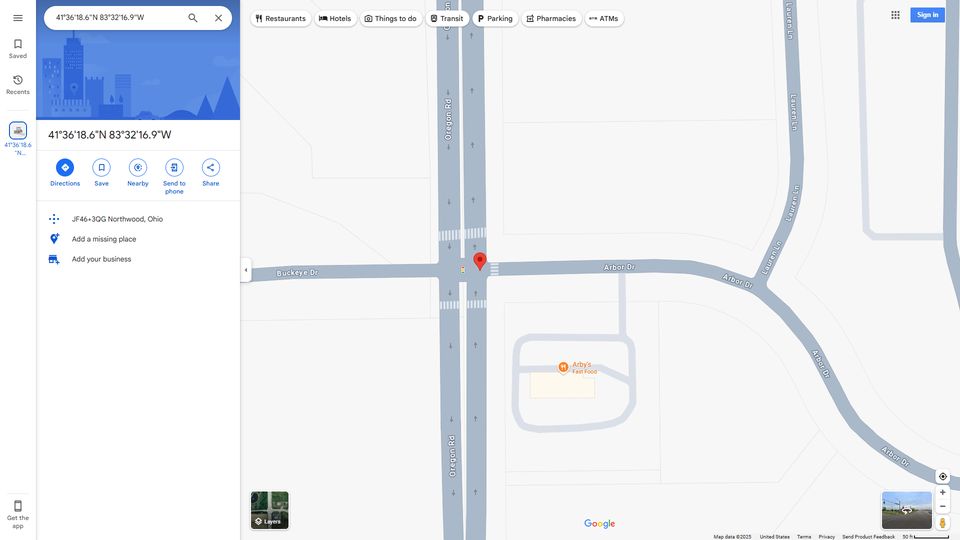 41°36'18.6"N 83°32'16.9"W
Restaurants
Hotels
Things to do
Transit
Parking
Pharmacies
ATMs
Sign in
Saved
Recents
41°36'18.6
"N...
41°36'18.6"N 83°32'16.9"W
Directions
Save
Nearby
Send to
phone
Share
JF46+3QG Northwood, Ohio
Add a missing place
Add your business
Get the
app
Oregon Rd
Oregon Rd
Lauren Ln
Lauren Ln
Lauren Ln
Lauren Ln
Buckeye Dr
Arbor Dr
Arbor Dr
Arbor Dr
Arbor Dr
Arby's
Fast Food
Oregon Rd
Layers
Google
Map data ©2025 United States Terms Privacy Send Product Feedback 50 ft